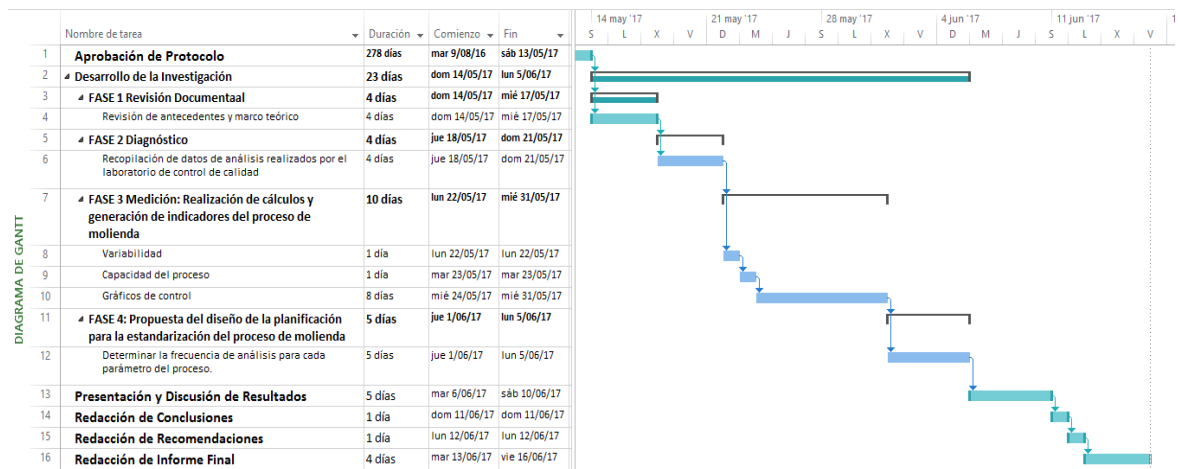 14 may '17 21 may '17 28 may '17 4 jun '17 11 jun '17 1
Nombre de tarea Duración Comienzo Fin S L X V D M J S L X V D M J S L X V
1 Aprobación de Protocolo 278 días mar 9/08/16 sáb 13/05/17
2 Desarrollo de la Investigación 23 días dom 14/05/17 lun 5/06/17
3 FASE 1 Revisión Documentaal 4 días dom 14/05/17 mié 17/05/17
4 Revisión de antecedentes y marco teórico 4 días dom 14/05/17 mié 17/05/17
5 FASE 2 Diagnóstico 4 días jue 18/05/17 dom 21/05/17
6 Recopilación de datos de análisis realizados por el 4 días jue 18/05/17 dom 21/05/17
laboratorio de control de calidad
7 FASE 3 Medición: Realización de cálculos y 10 días lun 22/05/17 mié 31/05/17
generación de indicadores del proceso de
molienda
8 Variabilidad 1 día lun 22/05/17 lun 22/05/17
9 Capacidad del proceso 1 día mar 23/05/17 mar 23/05/17
10 Gráficos de control 8 días mié 24/05/17 mié 31/05/17
11 FASE 4: Propuesta del diseño de la planificación 5 días jue 1/06/17 lun 5/06/17
para la estandarización del proceso de molienda
12 Determinar la frecuencia de análisis para cada 5 días jue 1/06/17 lun 5/06/17
parámetro del proceso.
13 Presentación y Discusión de Resultados 5 días mar 6/06/17 sáb 10/06/17
14 Redacción de Conclusiones 1 día dom 11/06/17 dom 11/06/17
15 Redacción de Recomendaciones 1 día lun 12/06/17 lun 12/06/17
16 Redacción de Informe Final 4 días mar 13/06/17 vie 16/06/17
DIAGRAMA DE GANTT